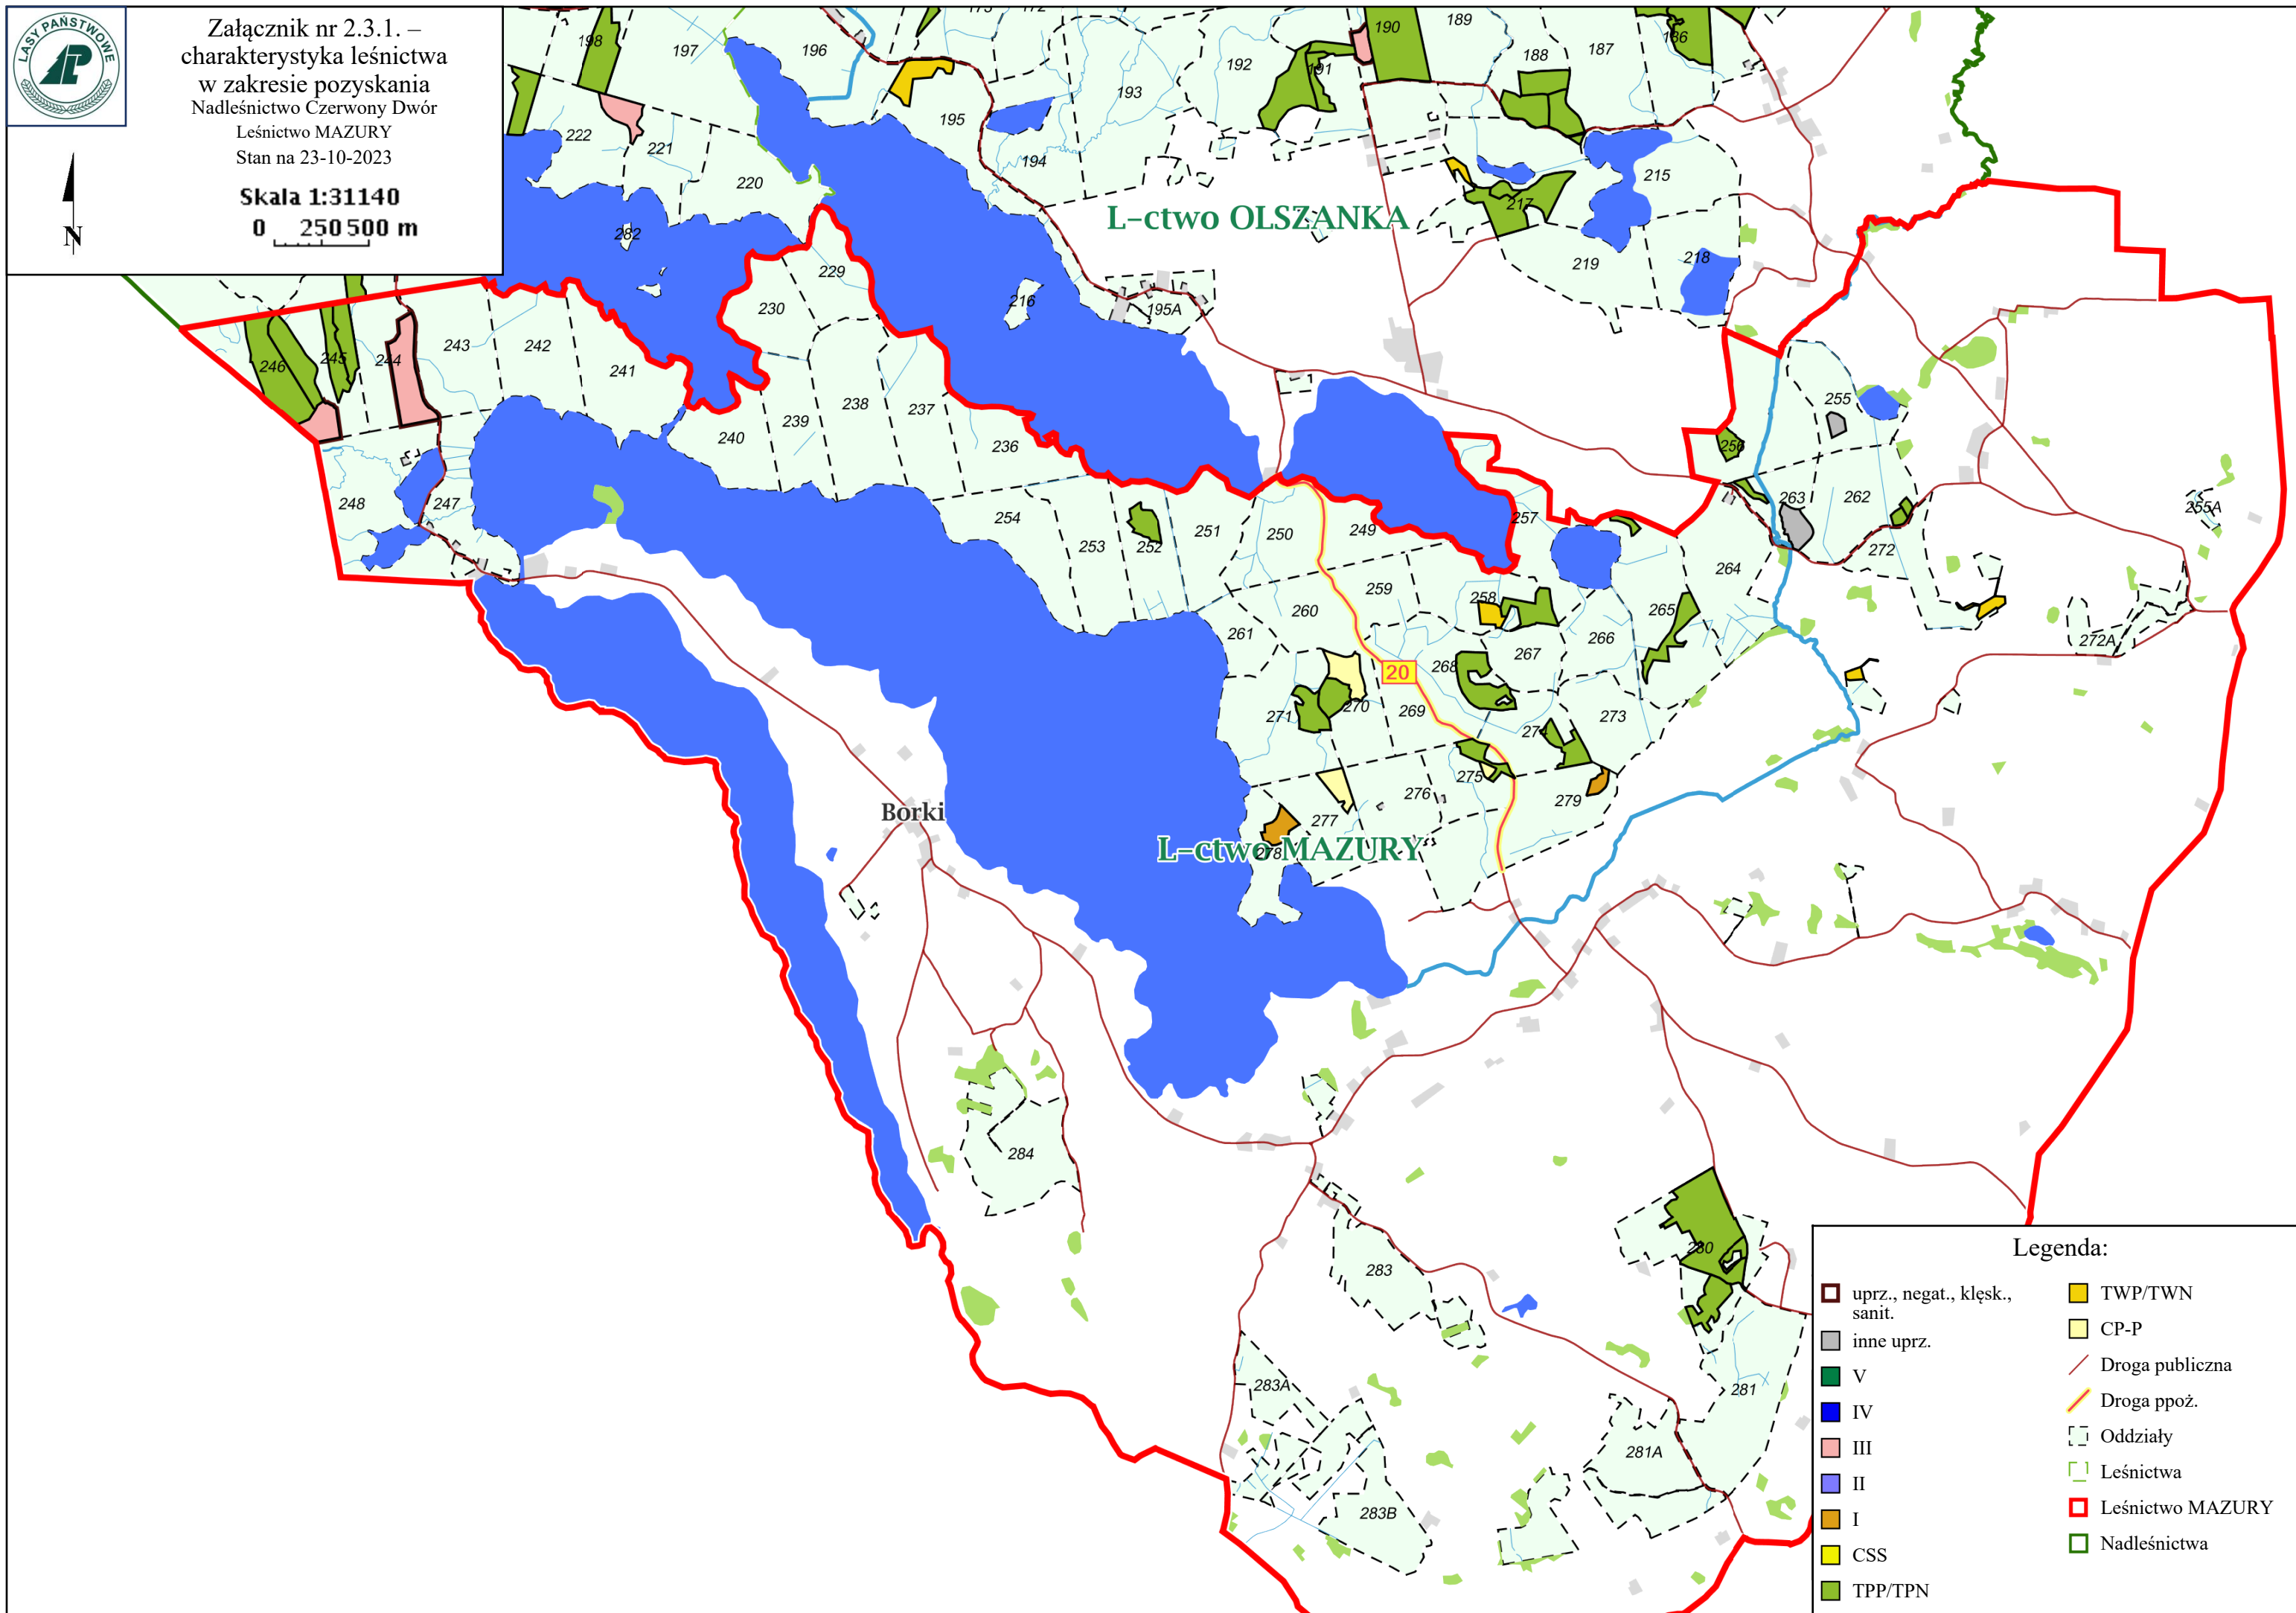 LASY PAŃSTWOWE
Załącznik nr 2.3.1. –
charakterystyka leśnictwa
w zakresie pozyskania
Nadleśnictwo Czerwony Dwór
Leśnictwo MAZURY
Stan na 23-10-2023
Skala 1:31140
0 250 500 m
N
173
172
198
197
196
195
194
193
192
191
190
189
188
187
186
222
221
220
282
216
195A
L-ctwo OLSZANKA
217
215
219
218
229
230
246
245
244
243
242
241
240
239
238
237
236
248
247
254
253
252
251
250
249
257
256
255
263
262
255A
272
272A
264
261
260
259
258
265
266
267
268
20
271
270
269
274
273
275
276
277
278
279
Borki
L-ctwo MAZURY
284
283
280
281
283A
281A
283B
Legenda:
uprz., negat., klęsk.,
sanit.
inne uprz.
V
IV
III
II
I
CSS
TPP/TPN
TWP/TWN
CP-P
Droga publiczna
Droga ppoż.
Oddziały
Leśnictwa
Leśnictwo MAZURY
Nadleśnictwa